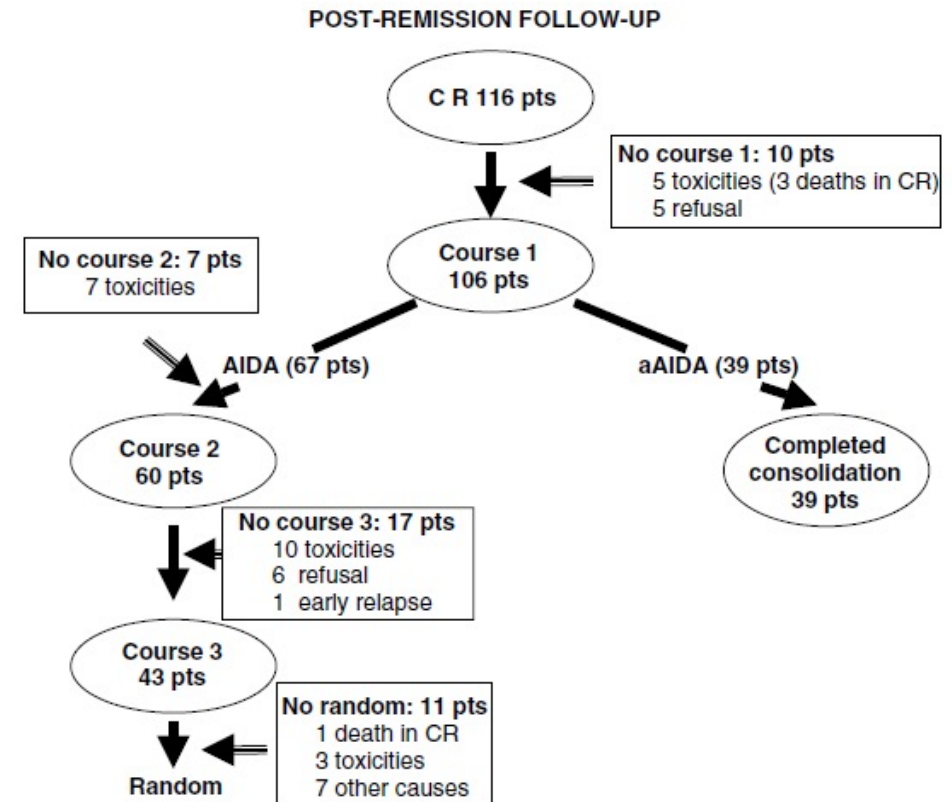 POST-REMISSION FOLLOW-UP
C R 116 pts
No course 1: 10 pts
5 toxicities (3 deaths in CR)
5 refusal
Course 1
106 pts
No course 2: 7 pts
7 toxicities
AIDA (67 pts)
aAIDA (39 pts)
Course 2
60 pts
Completed
consolidation
39 pts
No course 3: 17 pts
10 toxicities
6 refusal
1 early relapse
Course 3
43 pts
No random: 11 pts
1 death in CR
3 toxicities
7 other causes
Random